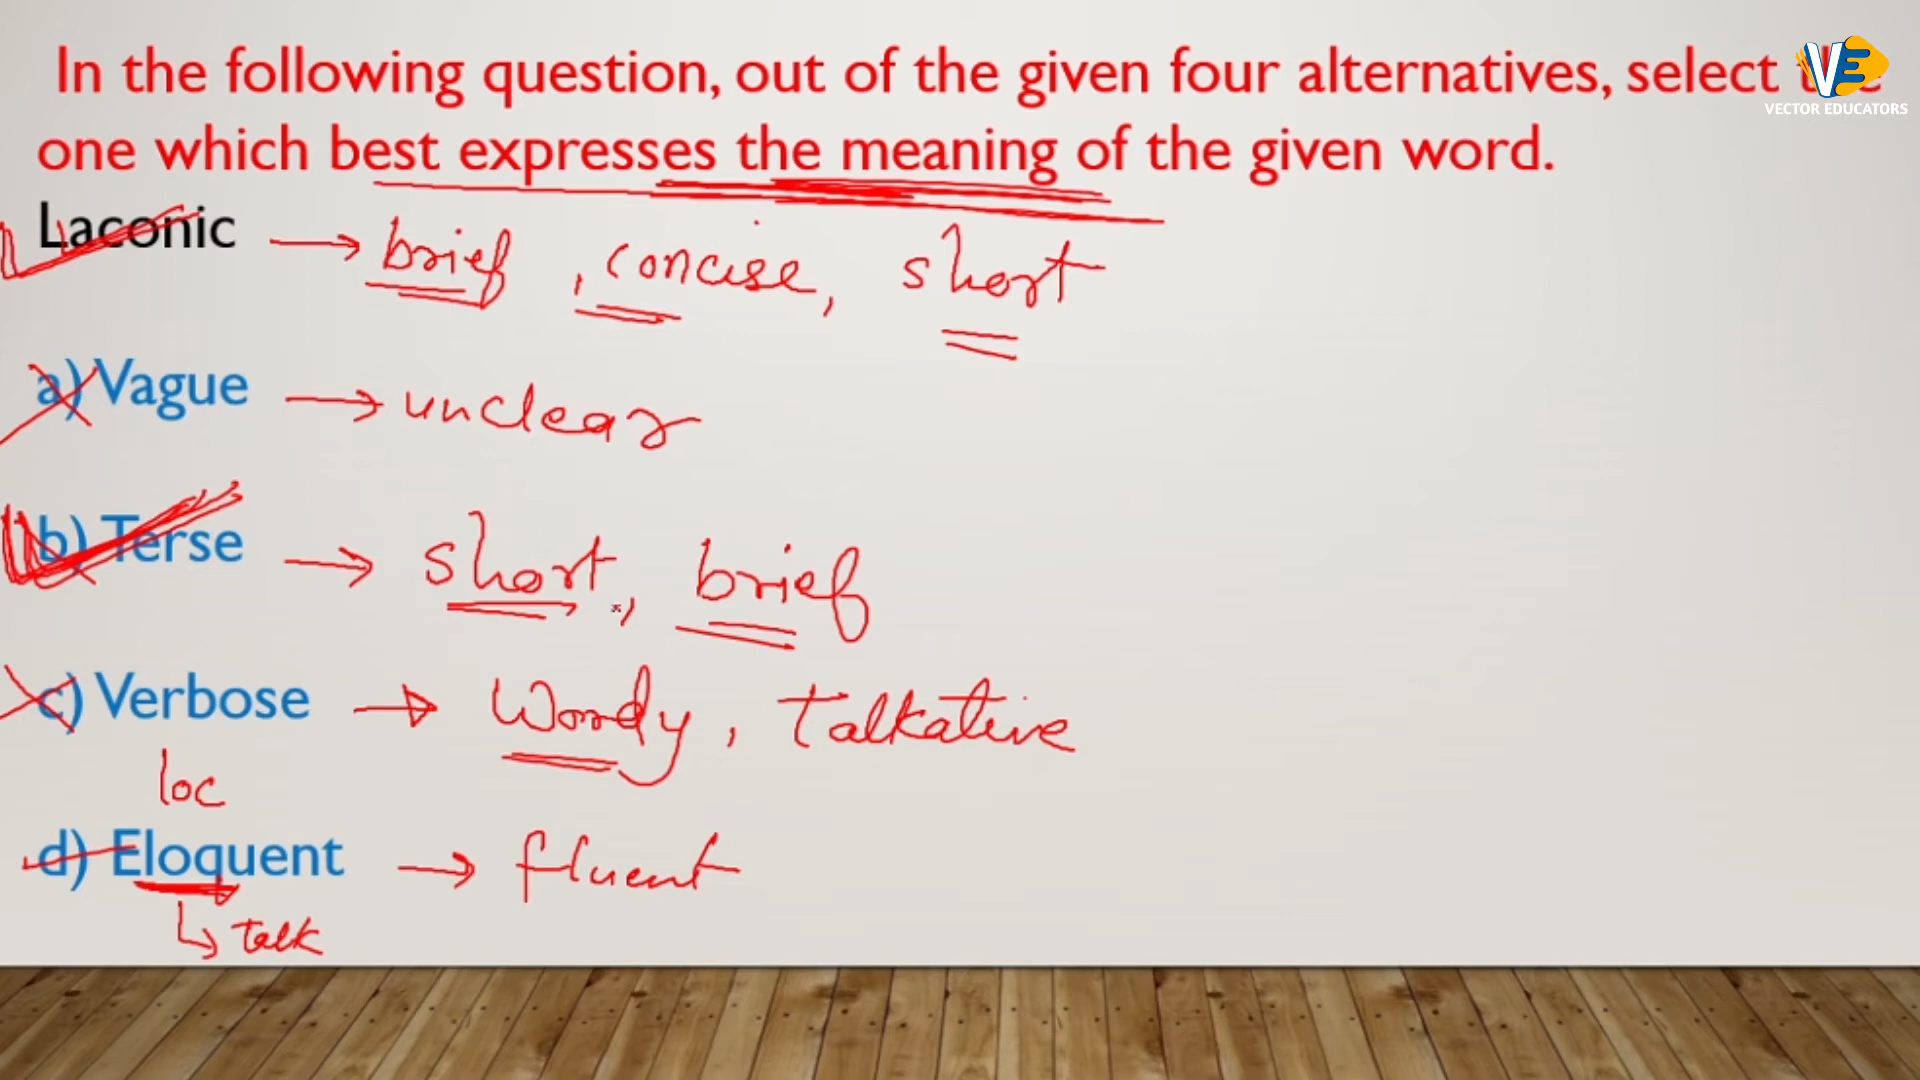 In the following question, out of the given four alternatives, select the
one which best expresses the meaning of the given word.
VE
VECTOR EDUCATORS
Laconic → brief, concise, short
a) Vague → unclear
b) Terse → short, brief
c) Verbose → Wordy, Talkative
loc
d) Eloquent → fluent
↳ talk